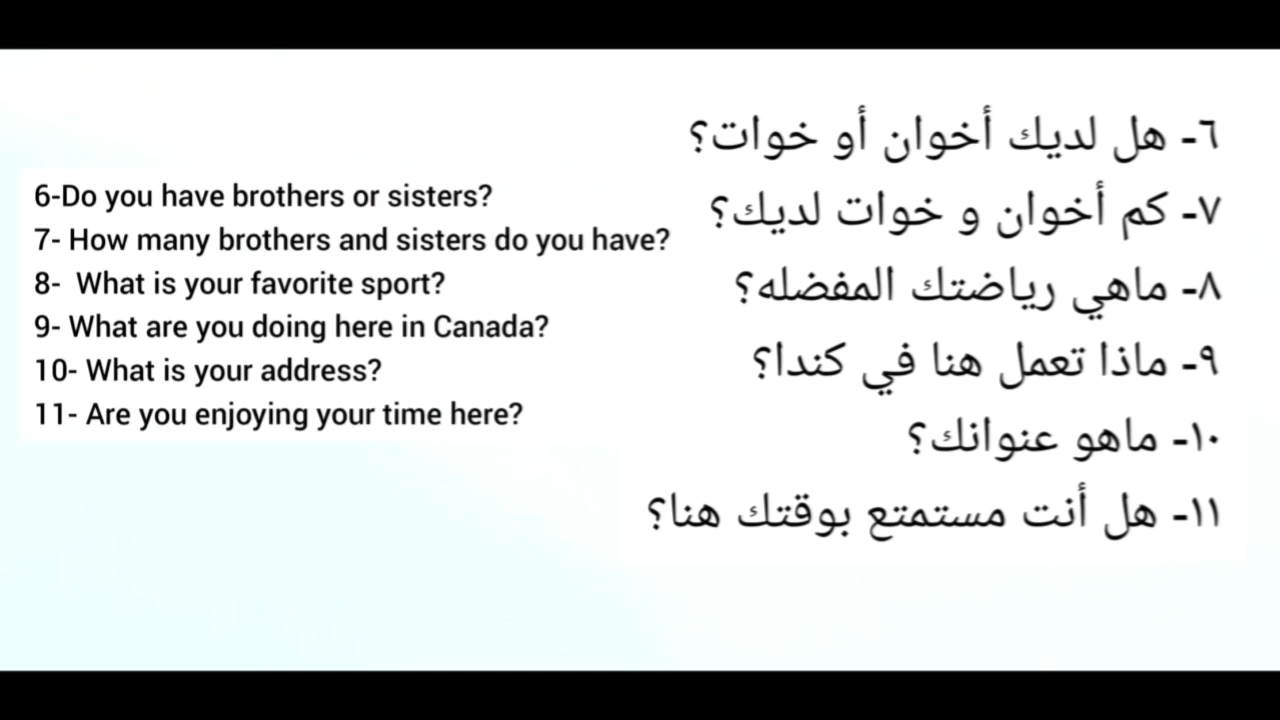 6-Do you have brothers or sisters?
7- How many brothers and sisters do you have?
8- What is your favorite sport?
9- What are you doing here in Canada?
10- What is your address?
11- Are you enjoying your time here?
٦- هل لديك أخوان أو خوات؟
٧- كم أخوان و خوات لديك؟
٨- ماهي رياضتك المفضله؟
٩- ماذا تعمل هنا في كندا؟
١٠- ماهو عنوانك؟
١١- هل أنت مستمتع بوقتك هنا؟